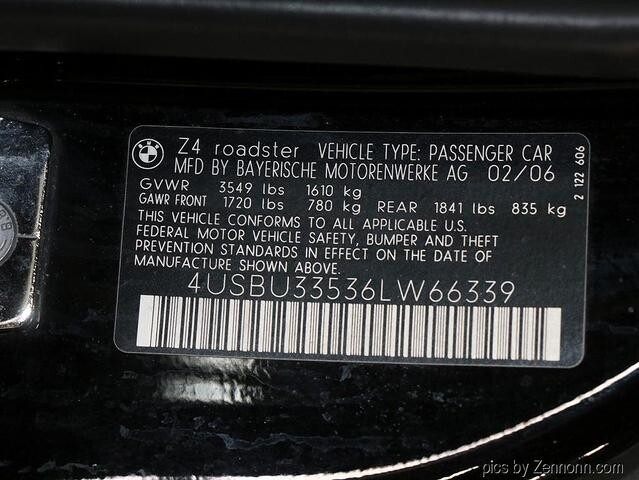 BMW
Z4 roadster VEHICLE TYPE: PASSENGER CAR
MFD BY BAYERISCHE MOTORENWERKE AG 02/06
GVWR 3549 lbs 1610 kg
GAWR FRONT 1720 lbs 780 kg REAR 1841 lbs 835 kg
THIS VEHICLE CONFORMS TO ALL APPLICABLE U.S.
FEDERAL MOTOR VEHICLE SAFETY, BUMPER AND THEFT
PREVENTION STANDARDS IN EFFECT ON THE DATE OF
MANUFACTURE SHOWN ABOVE.
4USBU33536LW66339
2 122 606
pics by Zennonn.com